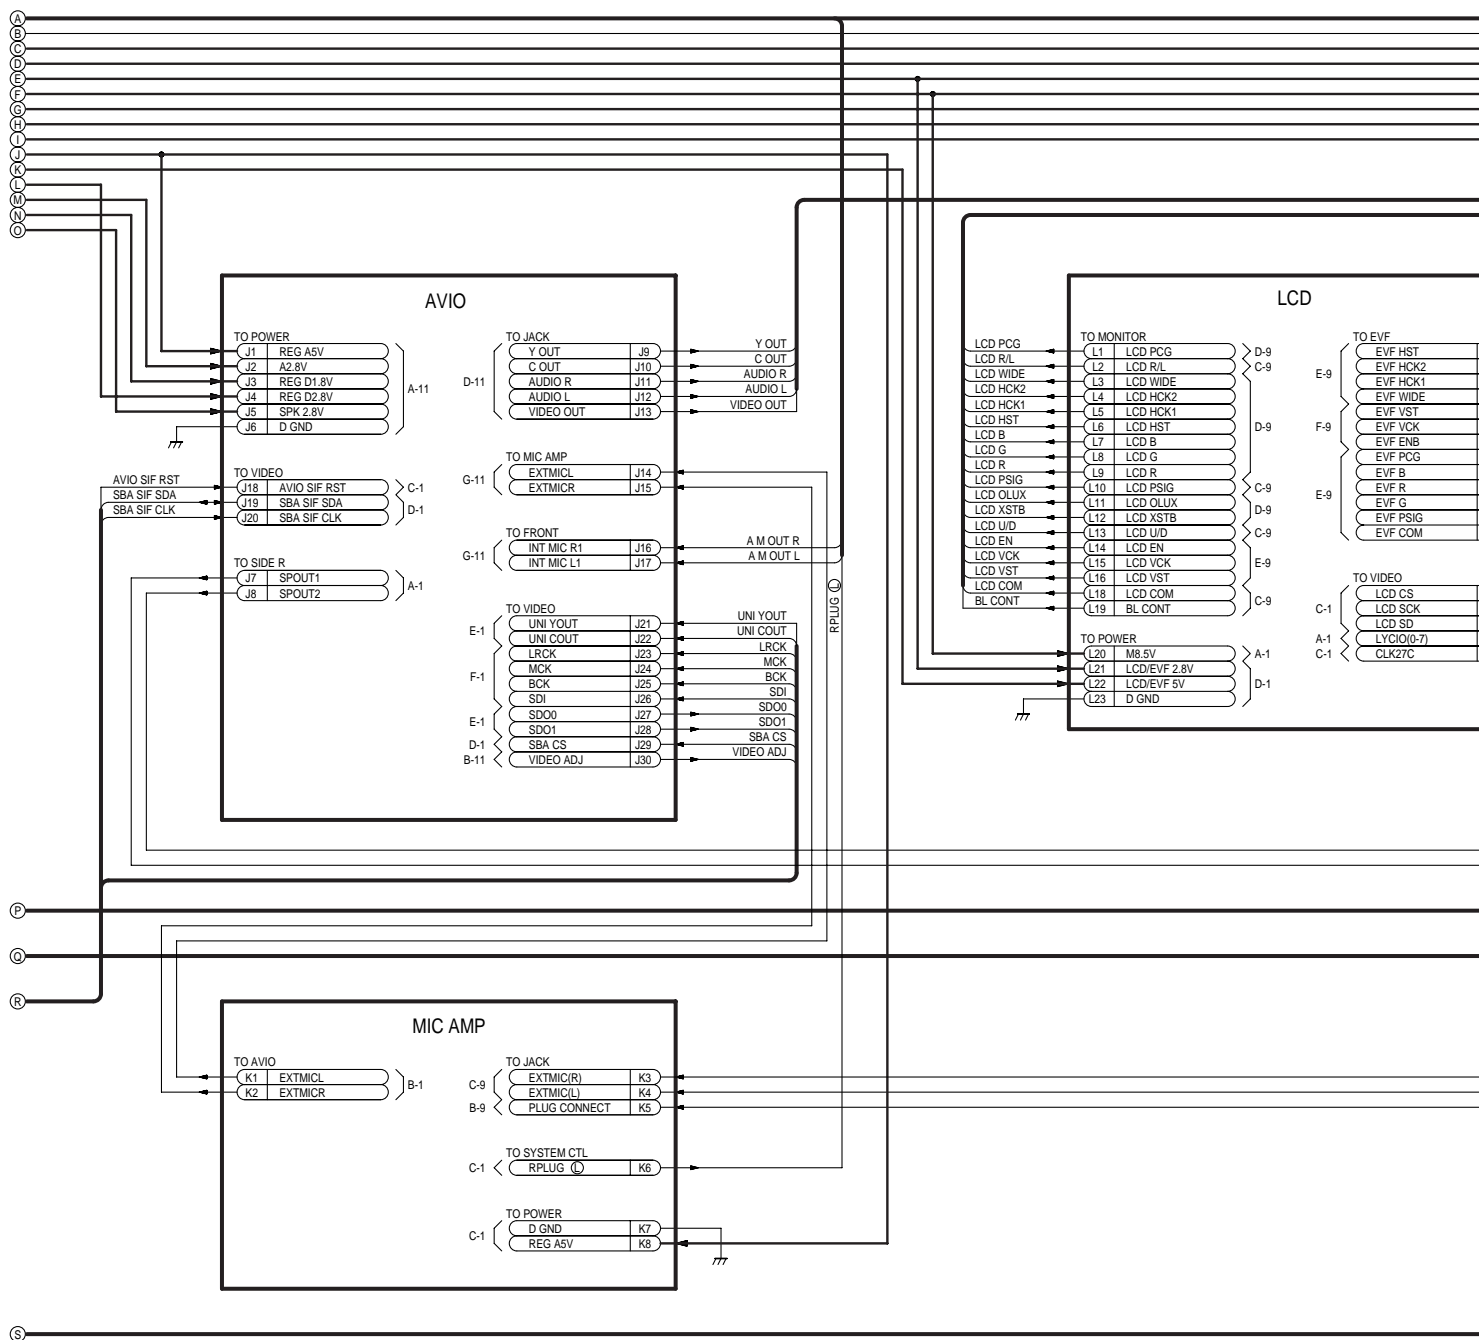 A
B
C
D
E
F
G
H
I
J
K
L
M
N
O
AVIO
TO POWER
J1 REG A5V
J2 A2.8V
J3 REG D1.8V
J4 REG D2.8V
J5 SPK 2.8V
J6 D GND
A-11
TO VIDEO
AVIO SIF RST
SBA SIF SDA
SBA SIF CLK
J18 AVIO SIF RST
J19 SBA SIF SDA
J20 SBA SIF CLK
C-1
D-1
TO SIDE R
J7 SPOUT1
J8 SPOUT2
A-1
TO JACK
D-11
Y OUT J9 Y OUT
C OUT J10 C OUT
AUDIO R J11 AUDIO R
AUDIO L J12 AUDIO L
VIDEO OUT J13 VIDEO OUT
TO MIC AMP
G-11
EXTMICL J14
EXTMICR J15
TO FRONT
G-11
INT MIC R1 J16 A M OUT R
INT MIC L1 J17 A M OUT L
RPLUG L
TO VIDEO
E-1
UNI YOUT J21 UNI YOUT
UNI COUT J22 UNI COUT
F-1
LRCK J23 LRCK
MCK J24 MCK
BCK J25 BCK
SDI J26 SDI
E-1
SDO0 J27 SDO0
SDO1 J28 SDO1
D-1 SBA CS J29 SBA CS
B-11 VIDEO ADJ J30 VIDEO ADJ
LCD
TO MONITOR
LCD PCG L1 LCD PCG D-9
LCD R/L L2 LCD R/L C-9
LCD WIDE L3 LCD WIDE
LCD HCK2 L4 LCD HCK2
LCD HCK1 L5 LCD HCK1
LCD HST L6 LCD HST D-9
LCD B L7 LCD B
LCD G L8 LCD G
LCD R L9 LCD R
LCD PSIG L10 LCD PSIG C-9
LCD OLUX L11 LCD OLUX D-9
LCD XSTB L12 LCD XSTB
LCD U/D L13 LCD U/D C-9
LCD EN L14 LCD EN
LCD VCK L15 LCD VCK E-9
LCD VST L16 LCD VST
LCD COM L18 LCD COM C-9
BL CONT L19 BL CONT
TO POWER
L20 M8.5V A-1
L21 LCD/EVF 2.8V
L22 LCD/EVF 5V D-1
L23 D GND
TO EVF
EVF HST
EVF HCK2
E-9
EVF HCK1
EVF WIDE
EVF VST
F-9 EVF VCK
EVF ENB
EVF PCG
EVF B
EVF R
E-9
EVF G
EVF PSIG
EVF COM
TO VIDEO
LCD CS
C-1 LCD SCK
LCD SD
A-1 LYCIO(0-7)
C-1 CLK27C
P
Q
R
MIC AMP
TO AVIO
K1 EXTMICL
K2 EXTMICR
B-1
TO JACK
C-9
EXTMIC(R) K3
EXTMIC(L) K4
B-9 PLUG CONNECT K5
TO SYSTEM CTL
C-1 RPLUG L K6
TO POWER
C-1
D GND K7
REG A5V K8
S